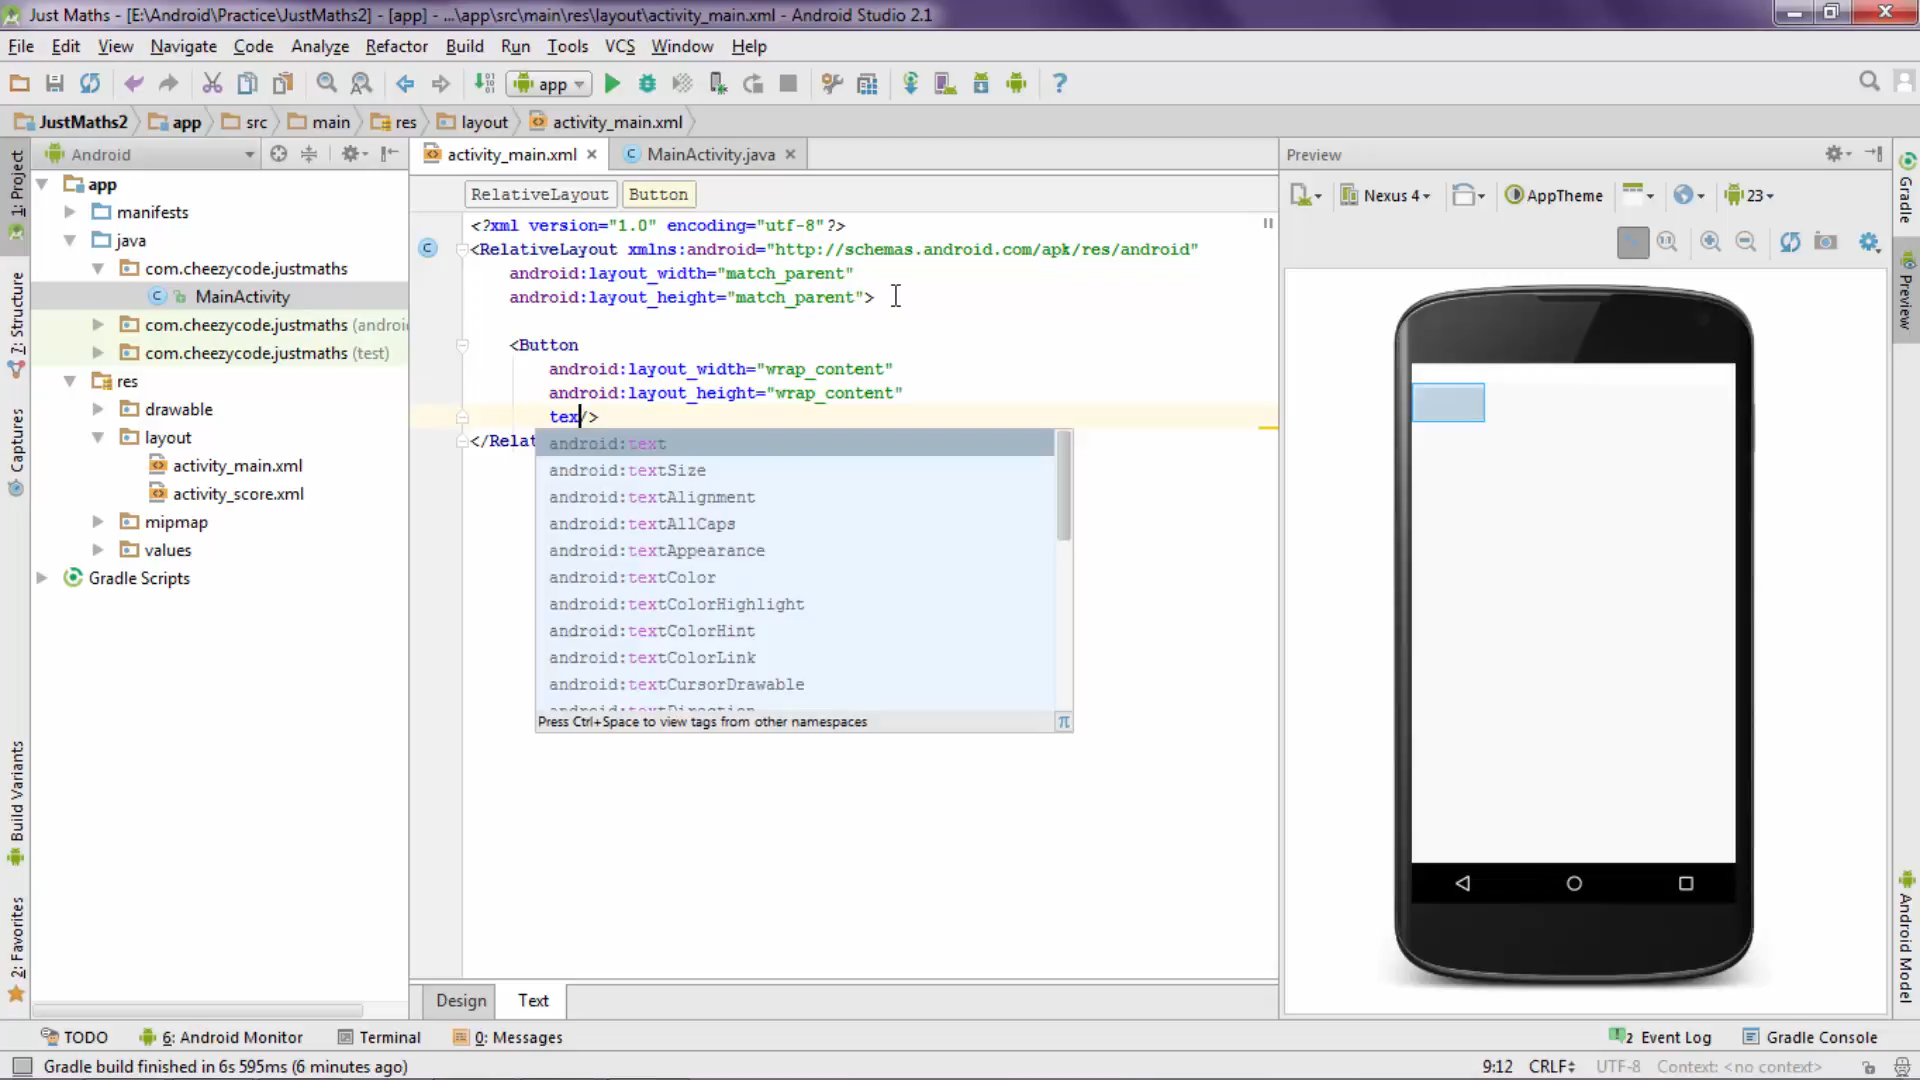 Just Maths - [E:\Android\Practice\JustMaths2] - [app] - ...\app\src\main\res\layout\activity_main.xml - Android Studio 2.1
File Edit View Navigate Code Analyze Refactor Build Run Tools VCS Window Help
app
JustMaths2 app src main res layout activity_main.xml
1: Project
7: Structure
Captures
Build Variants
2: Favorites
Android
app
manifests
java
com.cheezycode.justmaths
MainActivity
com.cheezycode.justmaths (androi
com.cheezycode.justmaths (test)
res
drawable
layout
activity_main.xml
activity_score.xml
mipmap
values
Gradle Scripts
activity_main.xml MainActivity.java
RelativeLayout Button
<?xml version="1.0" encoding="utf-8"?>
<RelativeLayout xmlns:android="http://schemas.android.com/apk/res/android"
android:layout_width="match_parent"
android:layout_height="match_parent">
<Button
android:layout_width="wrap_content"
android:layout_height="wrap_content"
tex/>
</Relat
android:text
android:textSize
android:textAlignment
android:textAllCaps
android:textAppearance
android:textColor
android:textColorHighlight
android:textColorHint
android:textColorLink
android:textCursorDrawable
android:textDirection
Press Ctrl+Space to view tags from other namespaces π
Design Text
Preview
Nexus 4 AppTheme 23
Gradle
Preview
Android Model
TODO 6: Android Monitor Terminal 0: Messages 2 Event Log Gradle Console
Gradle build finished in 6s 595ms (6 minutes ago) 9:12 CRLF UTF-8 Context: <no context>